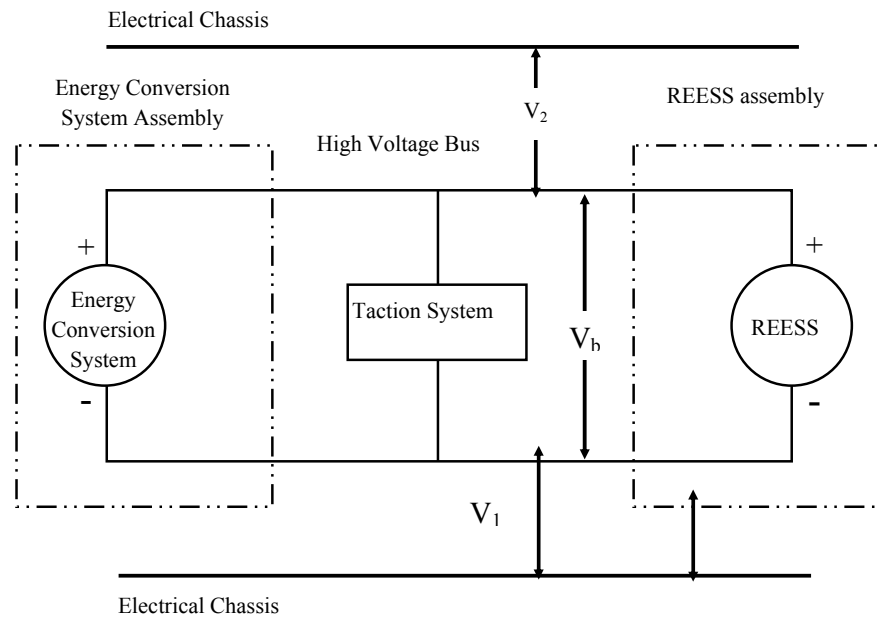 Electrical Chassis
Energy Conversion
System Assembly
V₂
REESS assembly
High Voltage Bus
+
+
Energy
Conversion
System
Taction System
V_b
REESS
-
-
V₁
Electrical Chassis